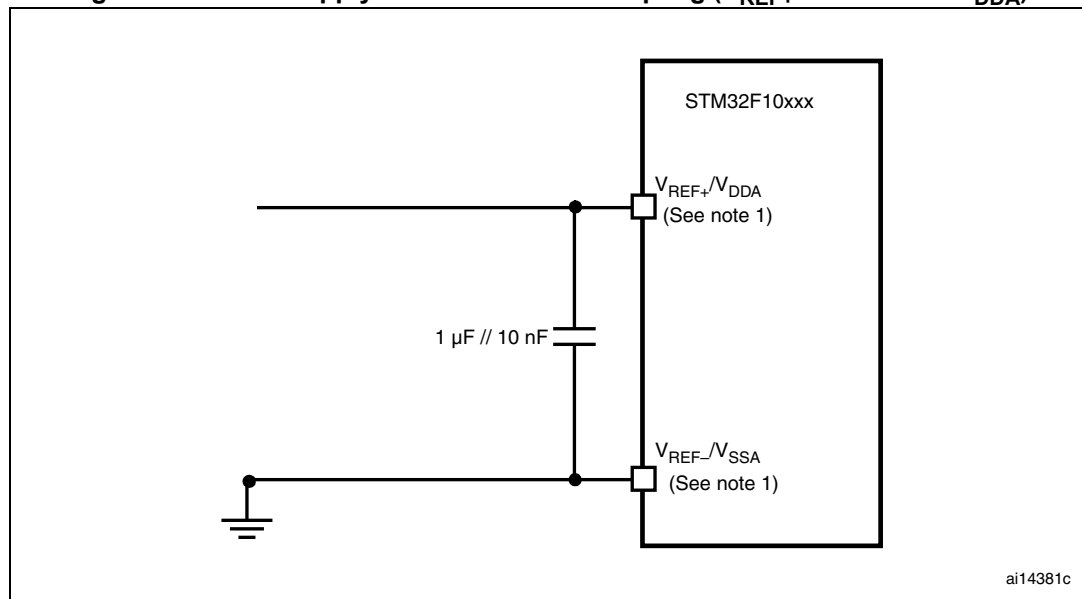 STM32F10xxx
VREF+/VDDA
(See note 1)
1 µF // 10 nF
VREF–/VSSA
(See note 1)
ai14381c